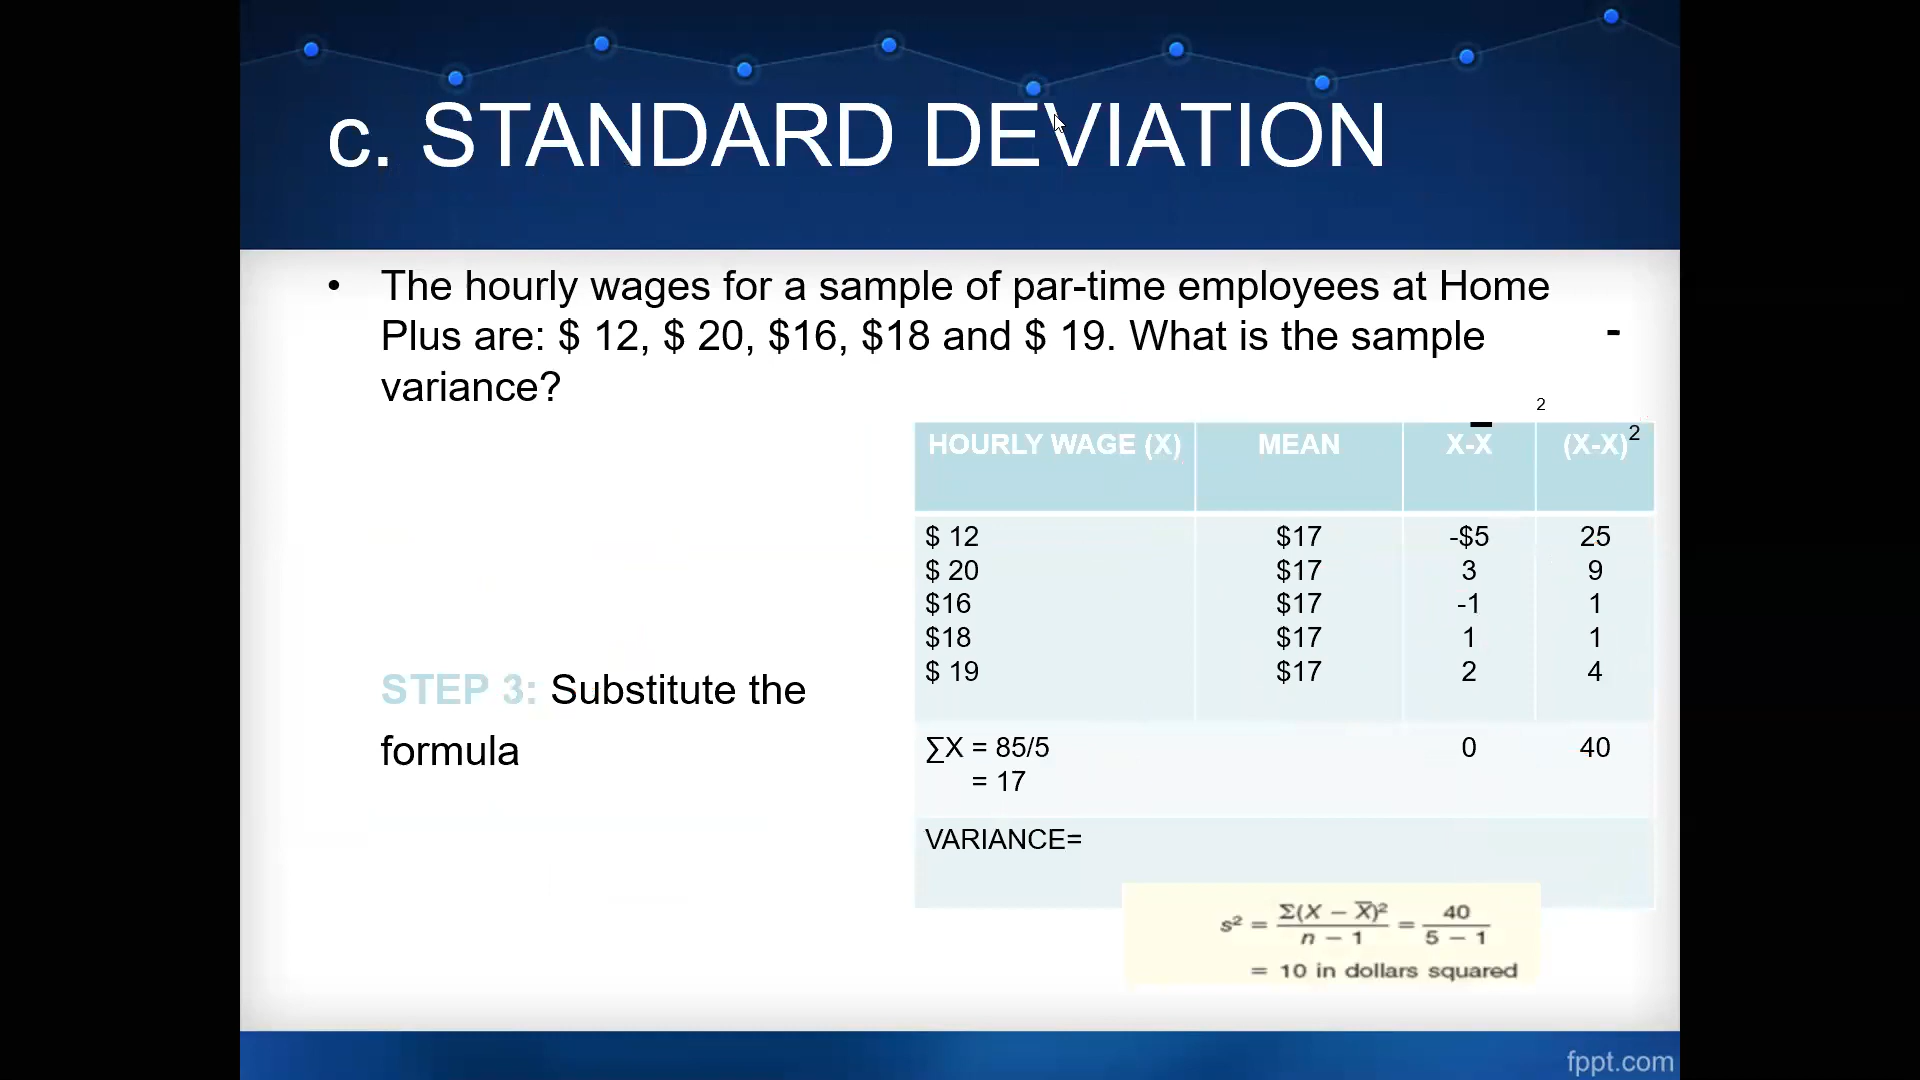 c. STANDARD DEVIATION
• The hourly wages for a sample of par-time employees at Home
Plus are: $ 12, $ 20, $16, $18 and $ 19. What is the sample
variance?
-
2
HOURLY WAGE (X) MEAN X-X̅ (X-X)²
$ 12 $17 -$5 25
$ 20 $17 3 9
$16 $17 -1 1
$18 $17 1 1
$ 19 $17 2 4
STEP 3: Substitute the
formula
∑X = 85/5 0 40
= 17
VARIANCE=
s² = Σ(X − X̅)² / n − 1 = 40 / 5 − 1
= 10 in dollars squared
fppt.com